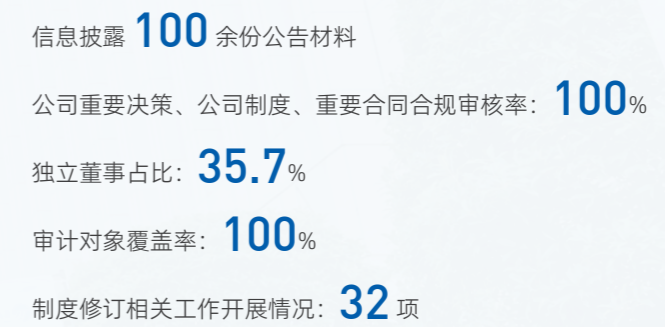 信息披露 100 余份公告材料
公司重要决策、公司制度、重要合同合规审核率：100%
独立董事占比：35.7%
审计对象覆盖率：100%
制度修订相关工作开展情况：32 项